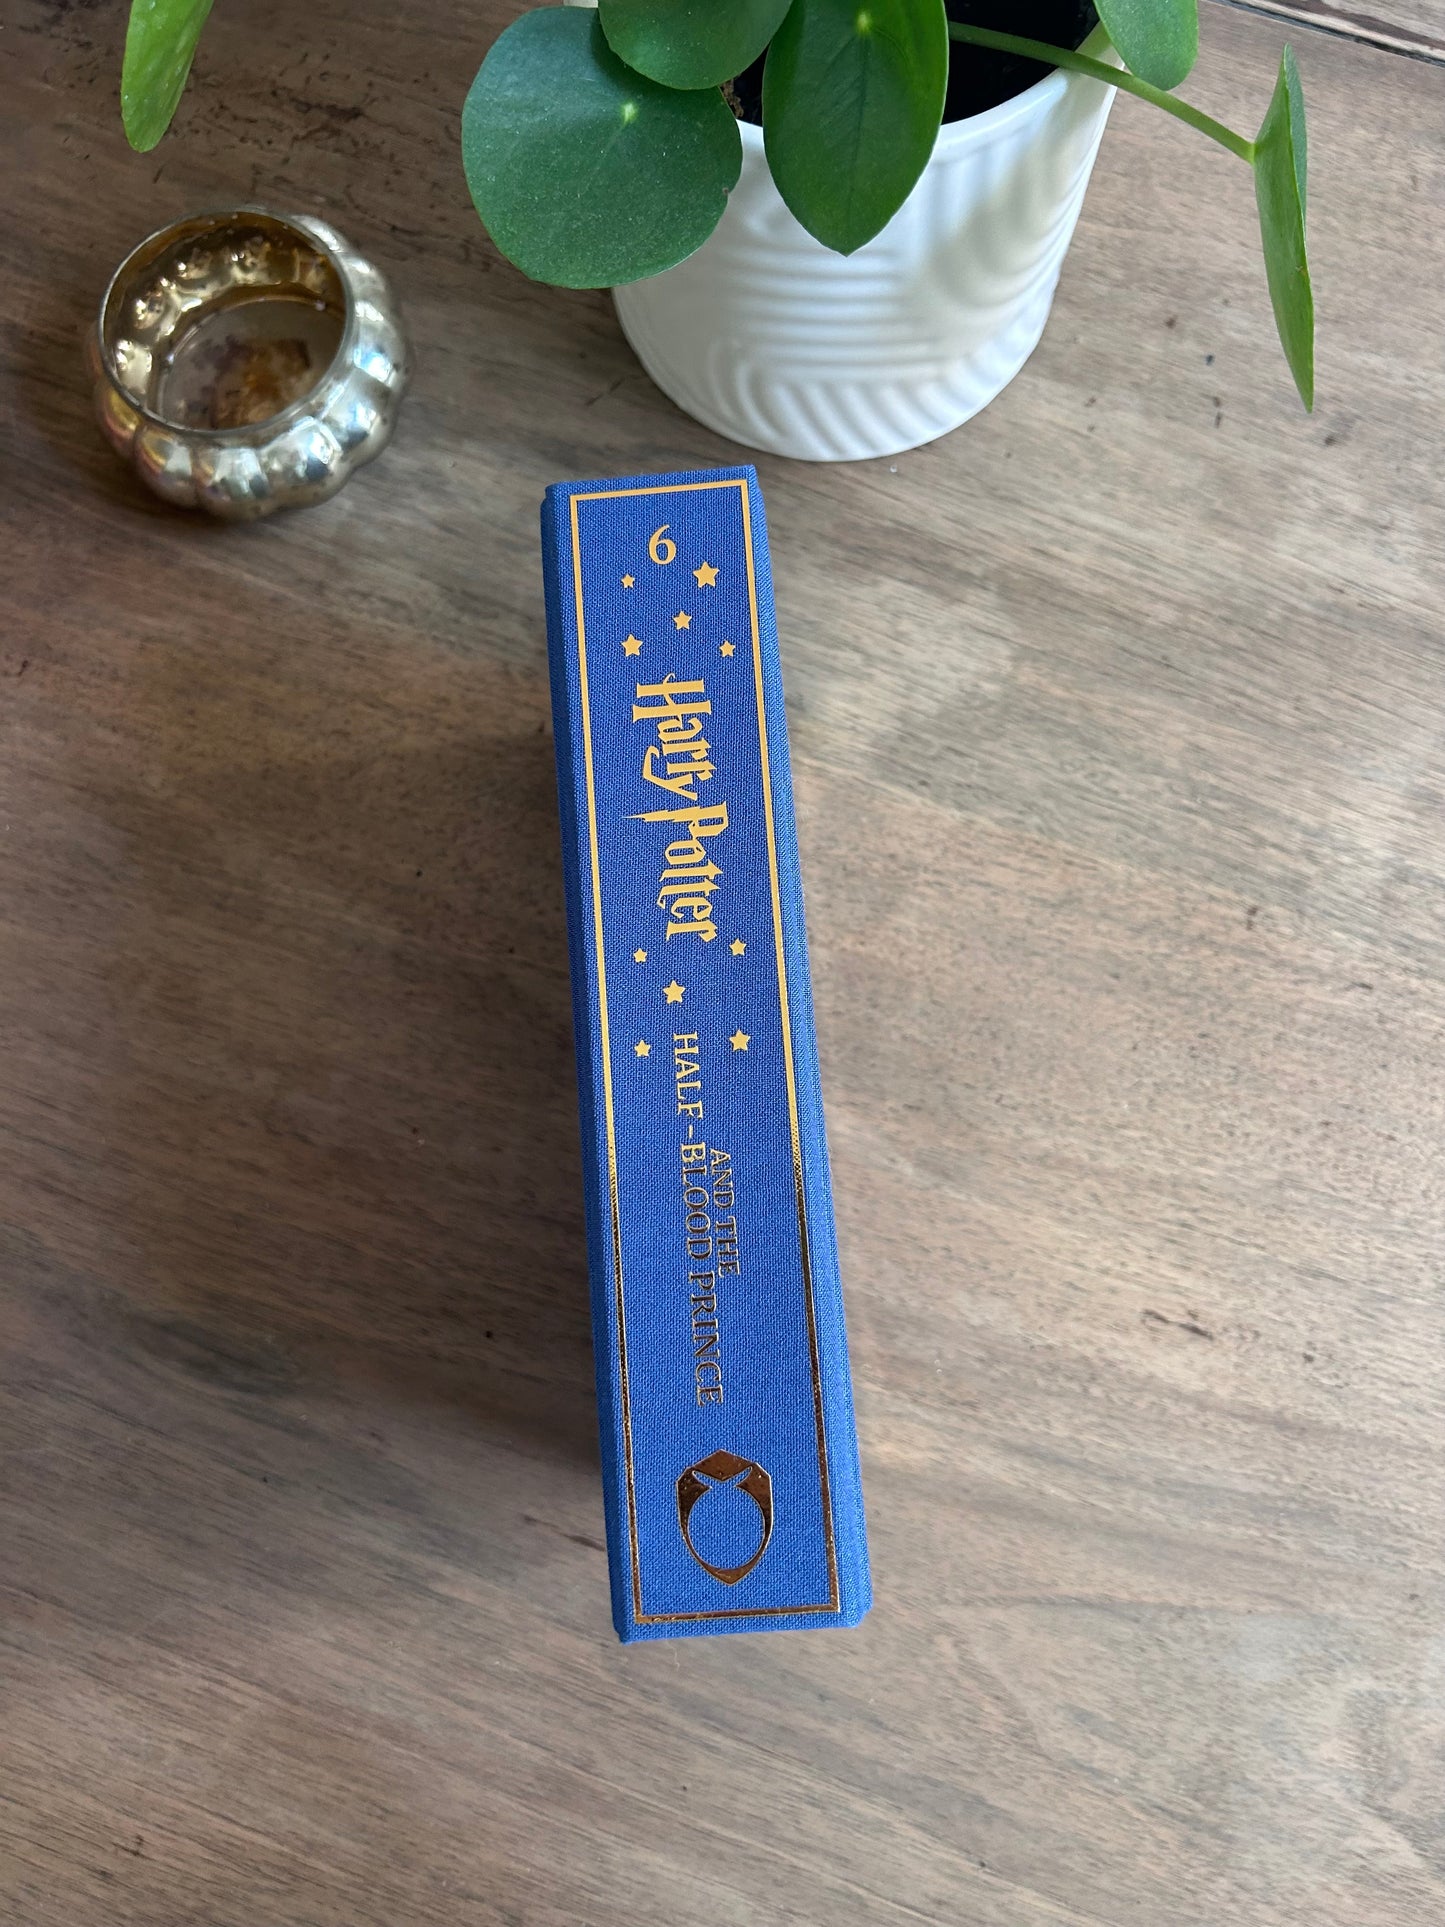 6
Harry Potter
AND THE
HALF-BLOOD PRINCE